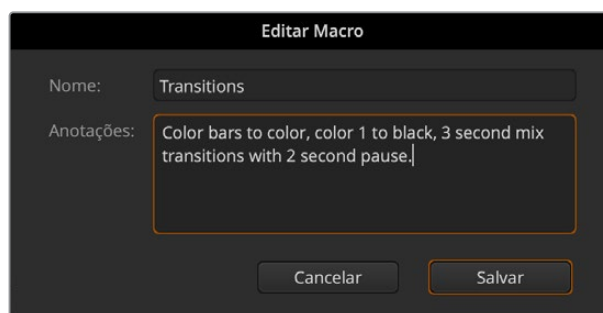 Editar Macro
Nome:
Transitions
Anotações:
Color bars to color, color 1 to black, 3 second mix
transitions with 2 second pause.
Cancelar
Salvar